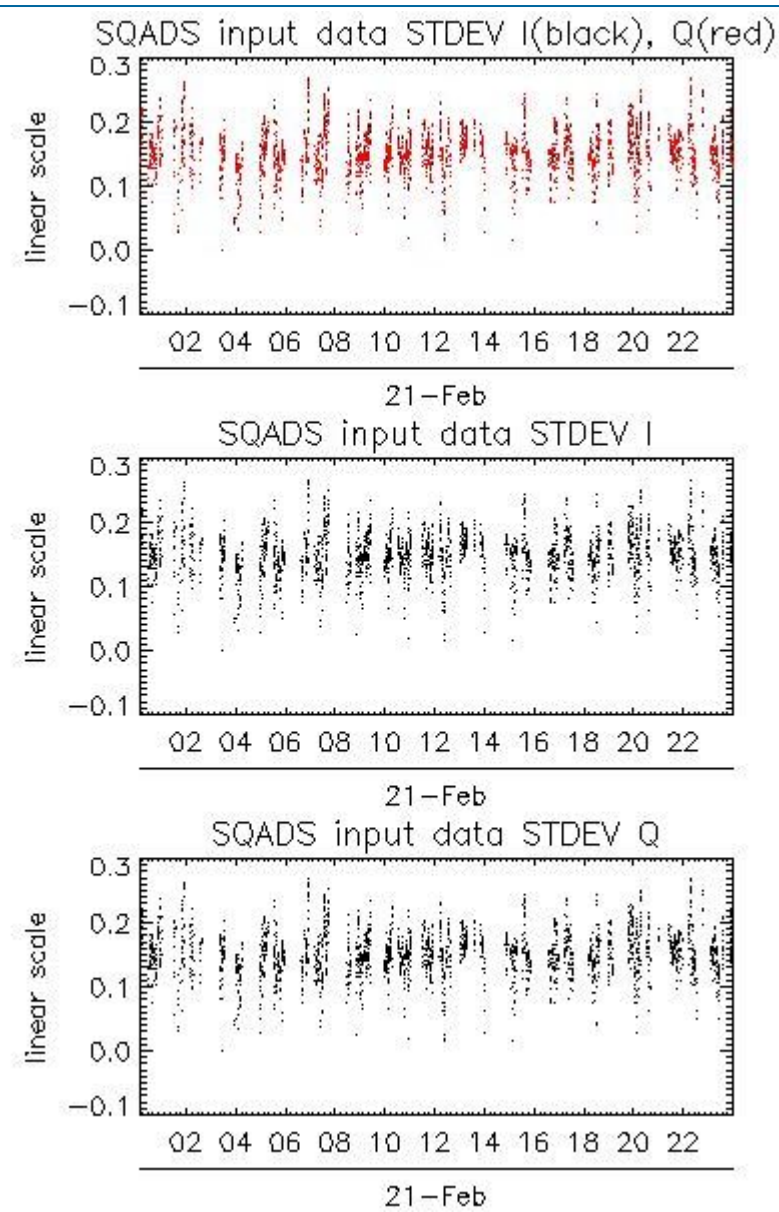 SQADS input data STDEV I(black), Q(red)
0.3
0.2
0.1
0.0
-0.1
linear scale
02 04 06 08 10 12 14 16 18 20 22
21-Feb
SQADS input data STDEV I
0.3
0.2
0.1
0.0
-0.1
linear scale
02 04 06 08 10 12 14 16 18 20 22
21-Feb
SQADS input data STDEV Q
0.3
0.2
0.1
0.0
-0.1
linear scale
02 04 06 08 10 12 14 16 18 20 22
21-Feb